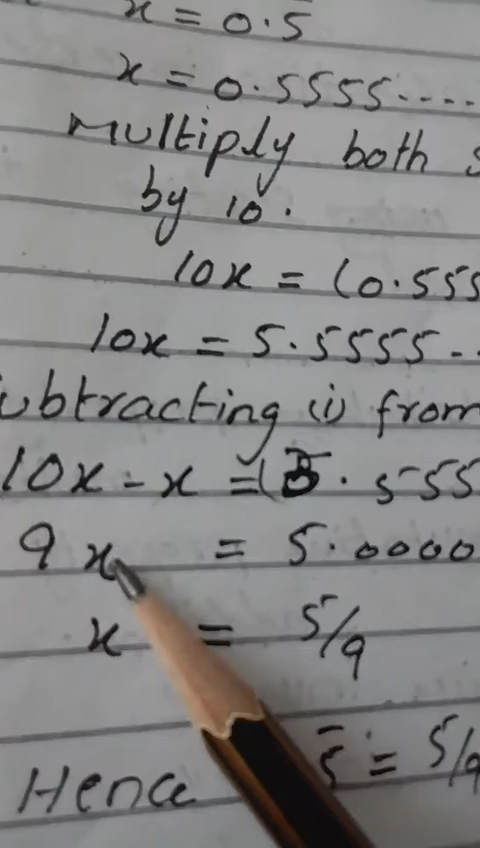 x = 0.5
x = 0.5555....
Multiply both
by 10.
10x = (0.555
10x = 5.5555..
ubtracting (i) from
10x - x = (5.555
9x = 5.0000
x = 5/9
Hence 5̄ = 5/9